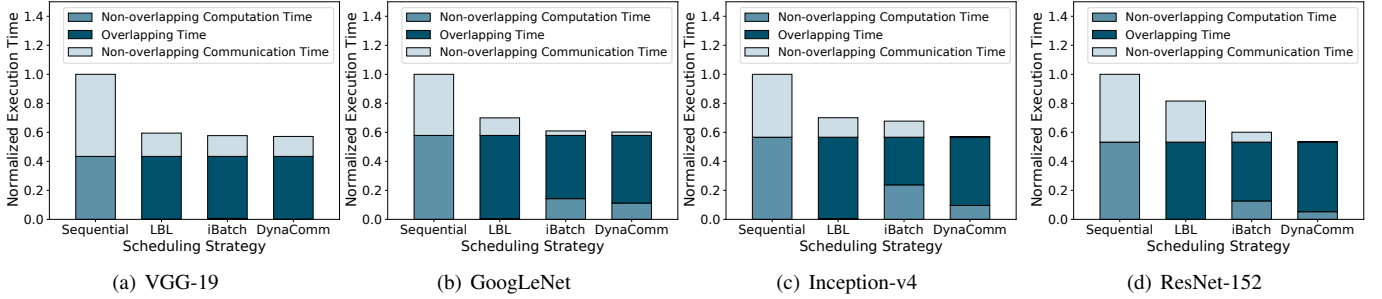 Normalized Execution Time
1.4
1.2
1.0
0.8
0.6
0.4
0.2
0.0
Non-overlapping Computation Time
Overlapping Time
Non-overlapping Communication Time
Sequential LBL iBatch DynaComm
Scheduling Strategy
(a) VGG-19
Normalized Execution Time
1.4
1.2
1.0
0.8
0.6
0.4
0.2
0.0
Non-overlapping Computation Time
Overlapping Time
Non-overlapping Communication Time
Sequential LBL iBatch DynaComm
Scheduling Strategy
(b) GoogLeNet
Normalized Execution Time
1.4
1.2
1.0
0.8
0.6
0.4
0.2
0.0
Non-overlapping Computation Time
Overlapping Time
Non-overlapping Communication Time
Sequential LBL iBatch DynaComm
Scheduling Strategy
(c) Inception-v4
Normalized Execution Time
1.4
1.2
1.0
0.8
0.6
0.4
0.2
0.0
Non-overlapping Computation Time
Overlapping Time
Non-overlapping Communication Time
Sequential LBL iBatch DynaComm
Scheduling Strategy
(d) ResNet-152